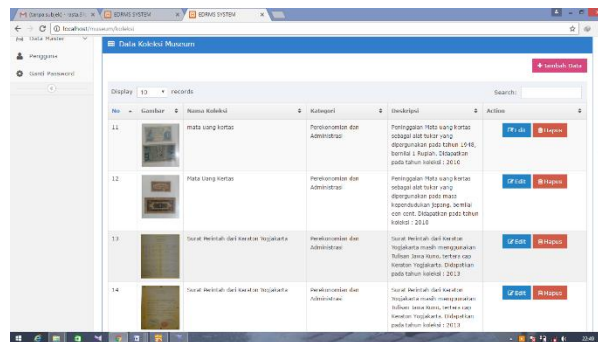 EDRMS SYSTEM
EDRMS SYSTEM
localhost/museum/koleksi
Data Master
Pengguna
Ganti Password
Data Koleksi Museum
+ Tambah Data
Display 10 records
Search:
No Gambar Nama Koleksi Kategori Deskripsi Action
11 mata uang kertas Perekonomian dan Administrasi
Peninggalan Mata uang kertas
sebagai alat tukar yang
dipergunakan pada tahun 1948,
bernilai 1 Rupiah. Didapatkan
pada tahun koleksi : 2010
Edit Hapus
12 Mata Uang Kertas Perekonomian dan Administrasi
Peninggalan Mata uang kertas
sebagai alat tukar yang
dipergunakan pada masa
kependudukan Jepang, bernilai
cent. Didapatkan pada tahun
koleksi : 2010
Edit Hapus
13 Surat Perintah dari Keraton Yogjakarta Perekonomian dan Administrasi
Surat Perintah dari Keraton
Yogjakarta masih menggunakan
Tulisan Jawa Kuno, tertera cap
Keraton Yogjakarta. Didapatkan
pada tahun koleksi : 2013
Edit Hapus
14 Surat Perintah dari Keraton Yogjakarta Perekonomian dan Administrasi
Surat Perintah dari Keraton
Yogjakarta masih menggunakan
Tulisan Jawa Kuno, tertera cap
Keraton Yogjakarta. Didapatkan
pada tahun koleksi : 2013
Edit Hapus
22:49